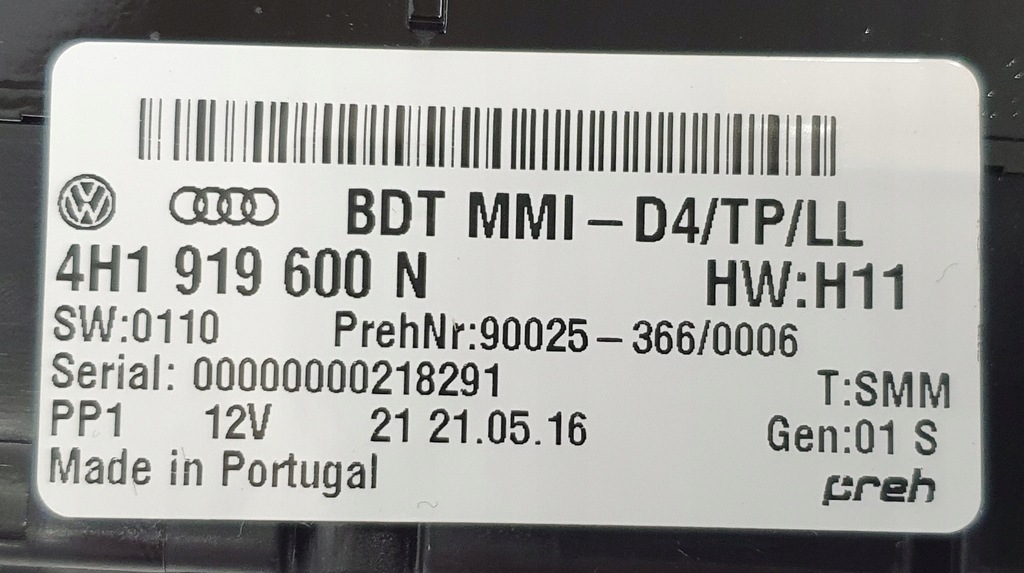 BDT MMI-D4/TP/LL
4H1 919 600 N HW:H11
SW:0110 PrehNr:90025-366/0006
Serial: 00000000218291 T:SMM
PP1 12V 21 21.05.16 Gen:01 S
Made in Portugal preh